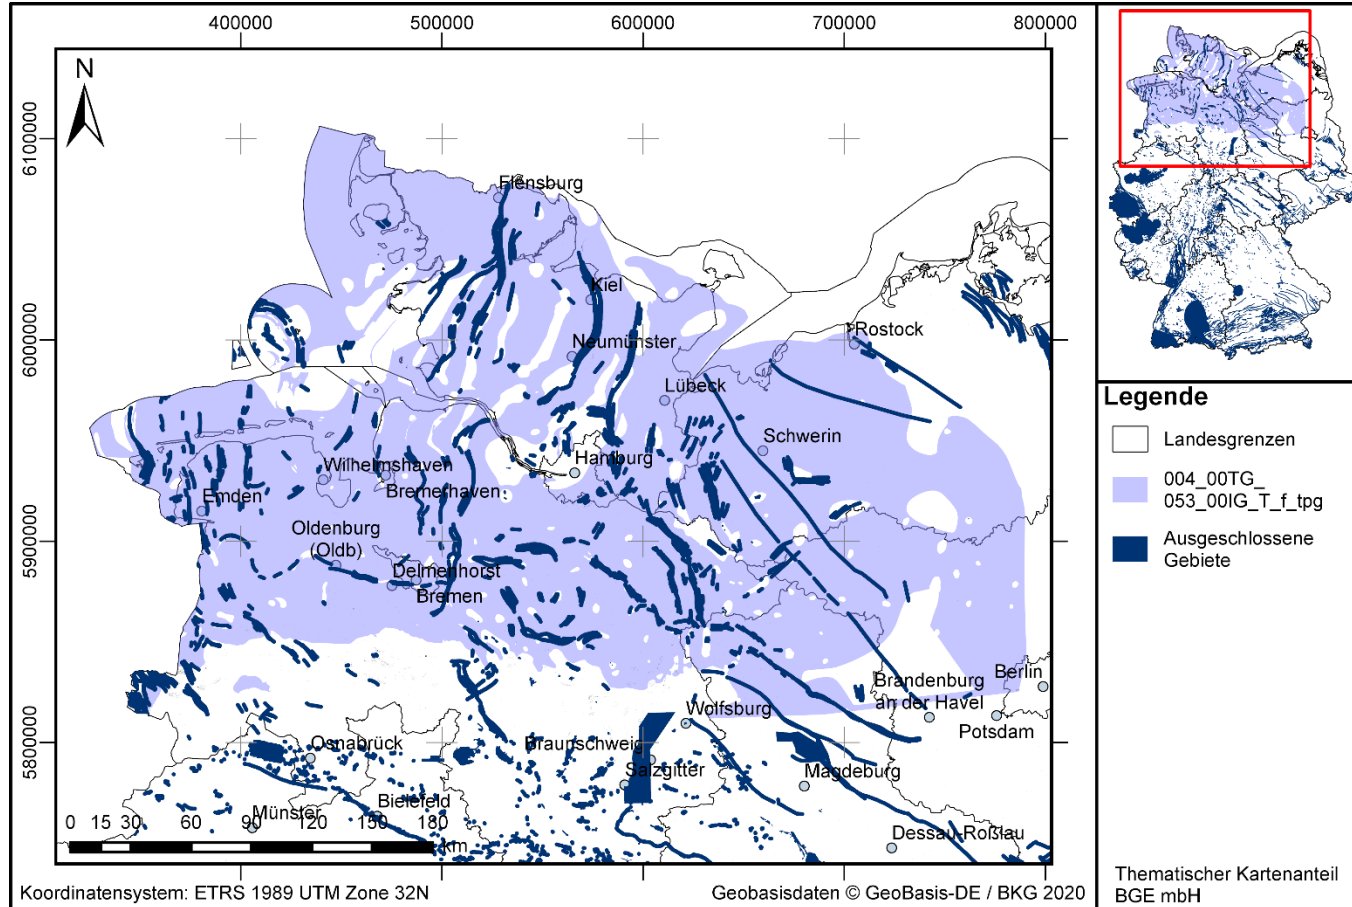 400000 500000 600000 700000 800000
N
6100000
6000000
5900000
5800000
Flensburg
Kiel
Neumünster
Rostock
Lübeck
Schwerin
Hamburg
Wilhelmshaven
Bremerhaven
Emden
Oldenburg
(Oldb)
Delmenhorst
Bremen
Berlin
Brandenburg
an der Havel
Potsdam
Wolfsburg
Osnabrück
Braunschweig
Salzgitter
Magdeburg
Münster
Bielefeld
Dessau-Roßlau
0 15 30 60 90 120 150 180
km
Koordinatensystem: ETRS 1989 UTM Zone 32N
Geobasisdaten © GeoBasis-DE / BKG 2020
Legende
Landesgrenzen
004_00TG_
053_00IG_T_f_tpg
Ausgeschlossene
Gebiete
Thematischer Kartenanteil
BGE mbH